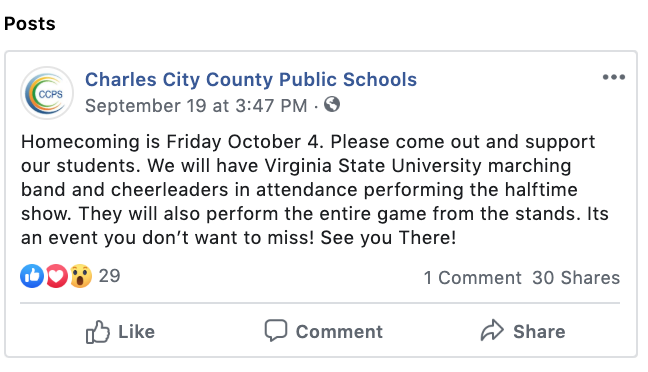 Posts
CCPS
Charles City County Public Schools
September 19 at 3:47 PM ·
Homecoming is Friday October 4. Please come out and support
our students. We will have Virginia State University marching
band and cheerleaders in attendance performing the halftime
show. They will also perform the entire game from the stands. Its
an event you don’t want to miss! See you There!
29 1 Comment 30 Shares
Like Comment Share